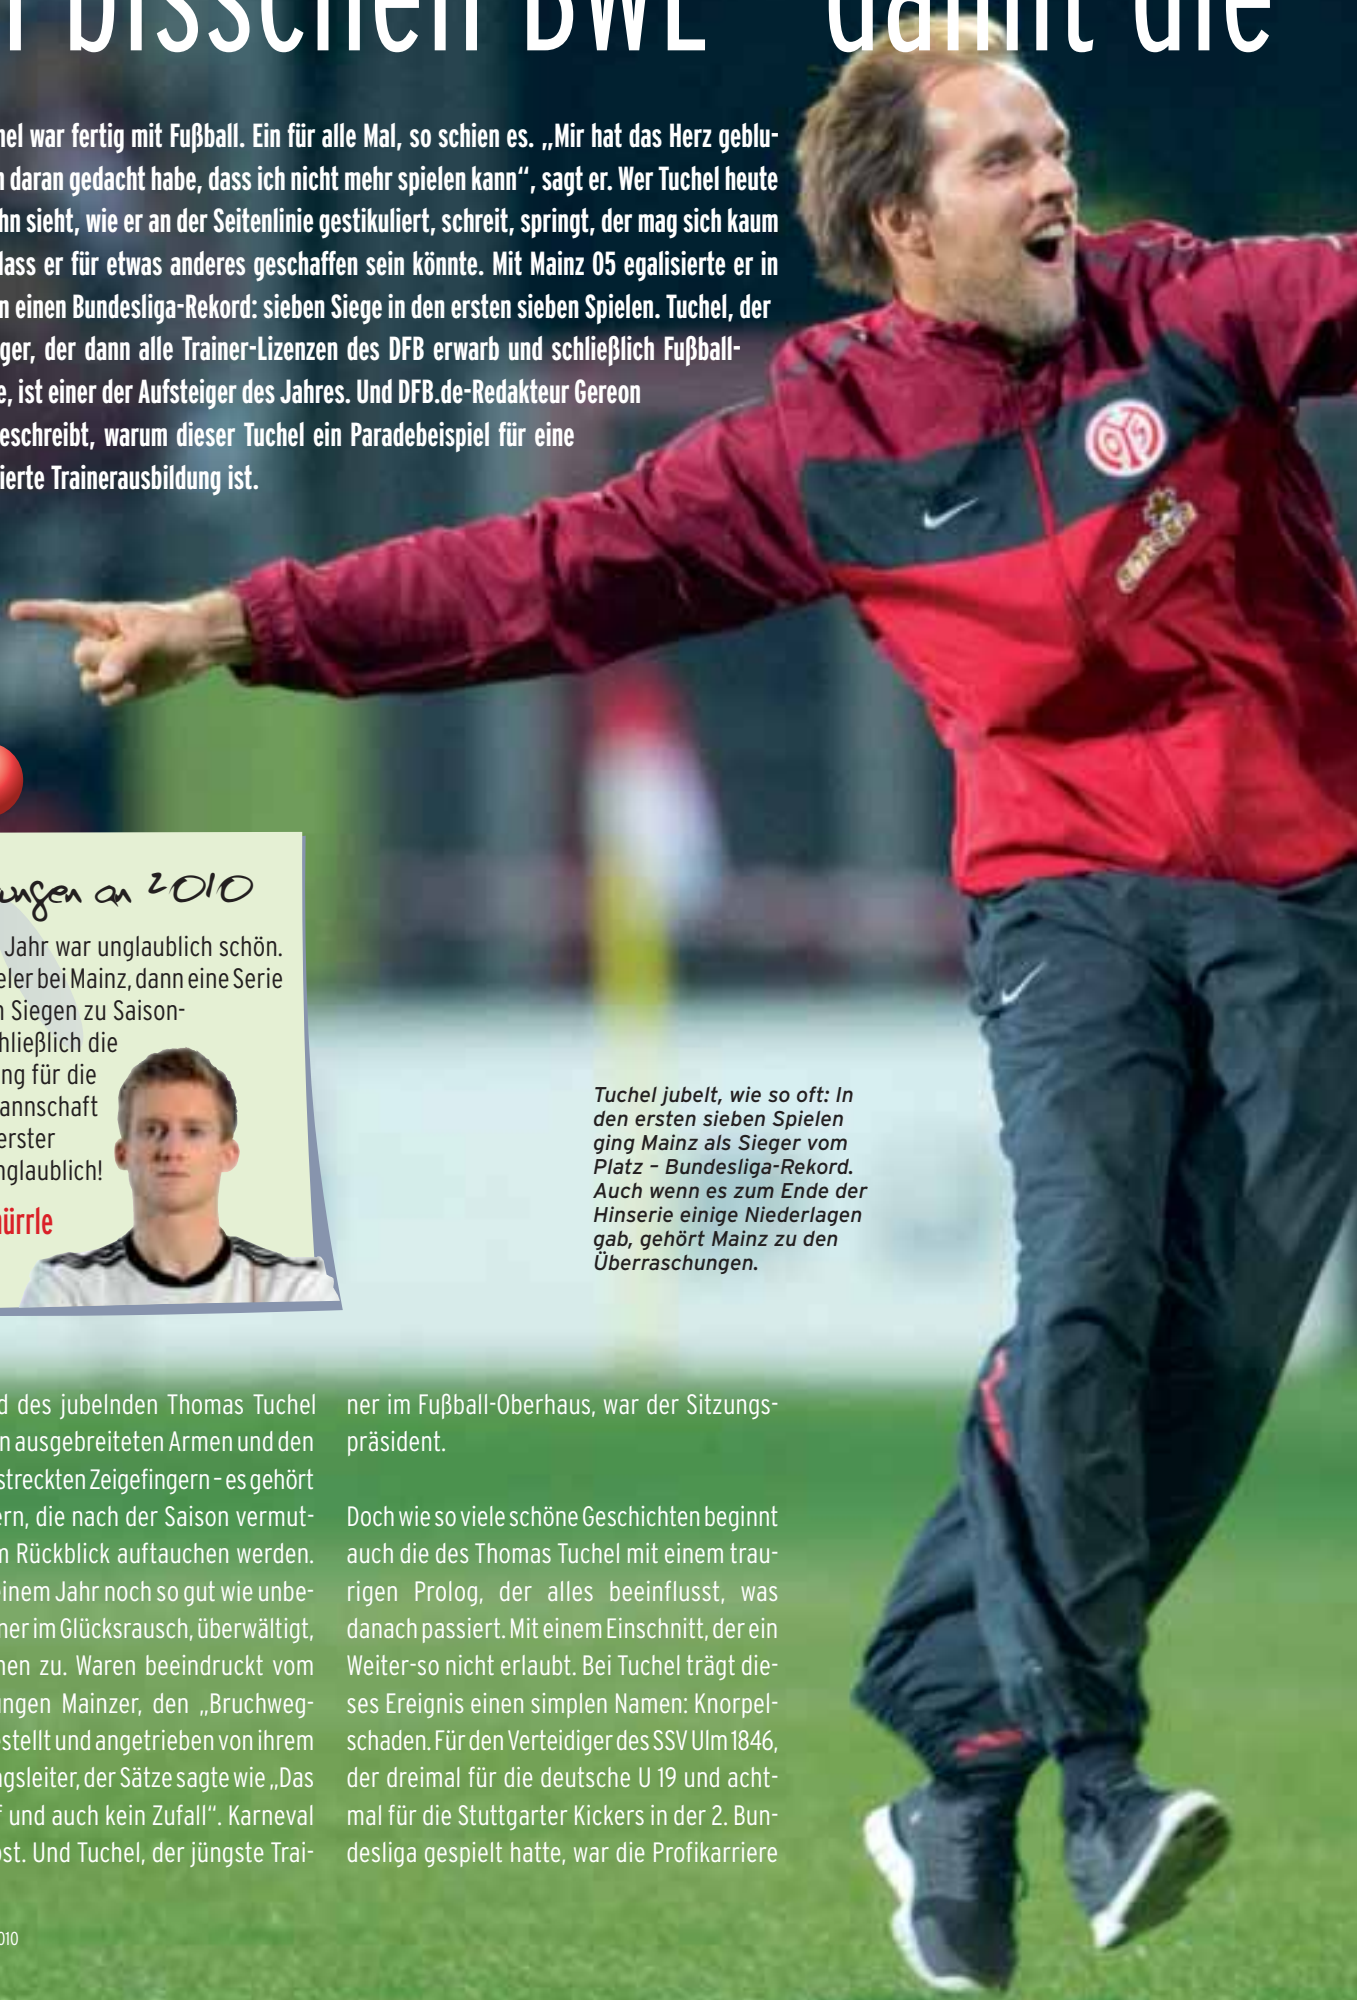 bisschen BWL damit die
war fertig mit Fußball. Ein für alle Mal, so schien es. „Mir hat das Herz geblu-
daran gedacht habe, dass ich nicht mehr spielen kann“, sagt er. Wer Tuchel heute
sieht, wie er an der Seitenlinie gestikuliert, schreit, springt, der mag sich kaum
dass er für etwas anderes geschaffen sein könnte. Mit Mainz 05 egalisierte er in
einen Bundesliga-Rekord: sieben Siege in den ersten sieben Spielen. Tuchel, der
ger, der dann alle Trainer-Lizenzen des DFB erwarb und schließlich Fußball-
e, ist einer der Aufsteiger des Jahres. Und DFB.de-Redakteur Gereon
eschreibt, warum dieser Tuchel ein Paradebeispiel für eine
ierte Trainerausbildung ist.
ungen an 2010
Jahr war unglaublich schön.
eler bei Mainz, dann eine Serie
n Siegen zu Saison-
hließlich die
ng für die
annschaft
erster
nglaublich!
ürrle
Tuchel jubelt, wie so oft: In
den ersten sieben Spielen
ging Mainz als Sieger vom
Platz – Bundesliga-Rekord.
Auch wenn es zum Ende der
Hinserie einige Niederlagen
gab, gehört Mainz zu den
Überraschungen.
d des jubelnden Thomas Tuchel
n ausgebreiteten Armen und den
streckten Zeigefingern – es gehört
ern, die nach der Saison vermut-
m Rückblick auftauchen werden.
einem Jahr noch so gut wie unbe-
ner im Glücksrausch, überwältigt,
hen zu. Waren beeindruckt vom
ungen Mainzer, den „Bruchweg-
estellt und angetrieben von ihrem
ngsleiter, der Sätze sagte wie „Das
f und auch kein Zufall“. Karneval
bst. Und Tuchel, der jüngste Trai-
ner im Fußball-Oberhaus, war der Sitzungs-
präsident.
Doch wie so viele schöne Geschichten beginnt
auch die des Thomas Tuchel mit einem trau-
rigen Prolog, der alles beeinflusst, was
danach passiert. Mit einem Einschnitt, der ein
Weiter-so nicht erlaubt. Bei Tuchel trägt die-
ses Ereignis einen simplen Namen: Knorpel-
schaden. Für den Verteidiger des SSV Ulm 1846,
der dreimal für die deutsche U 19 und acht-
mal für die Stuttgarter Kickers in der 2. Bun-
desliga gespielt hatte, war die Profikarriere
010